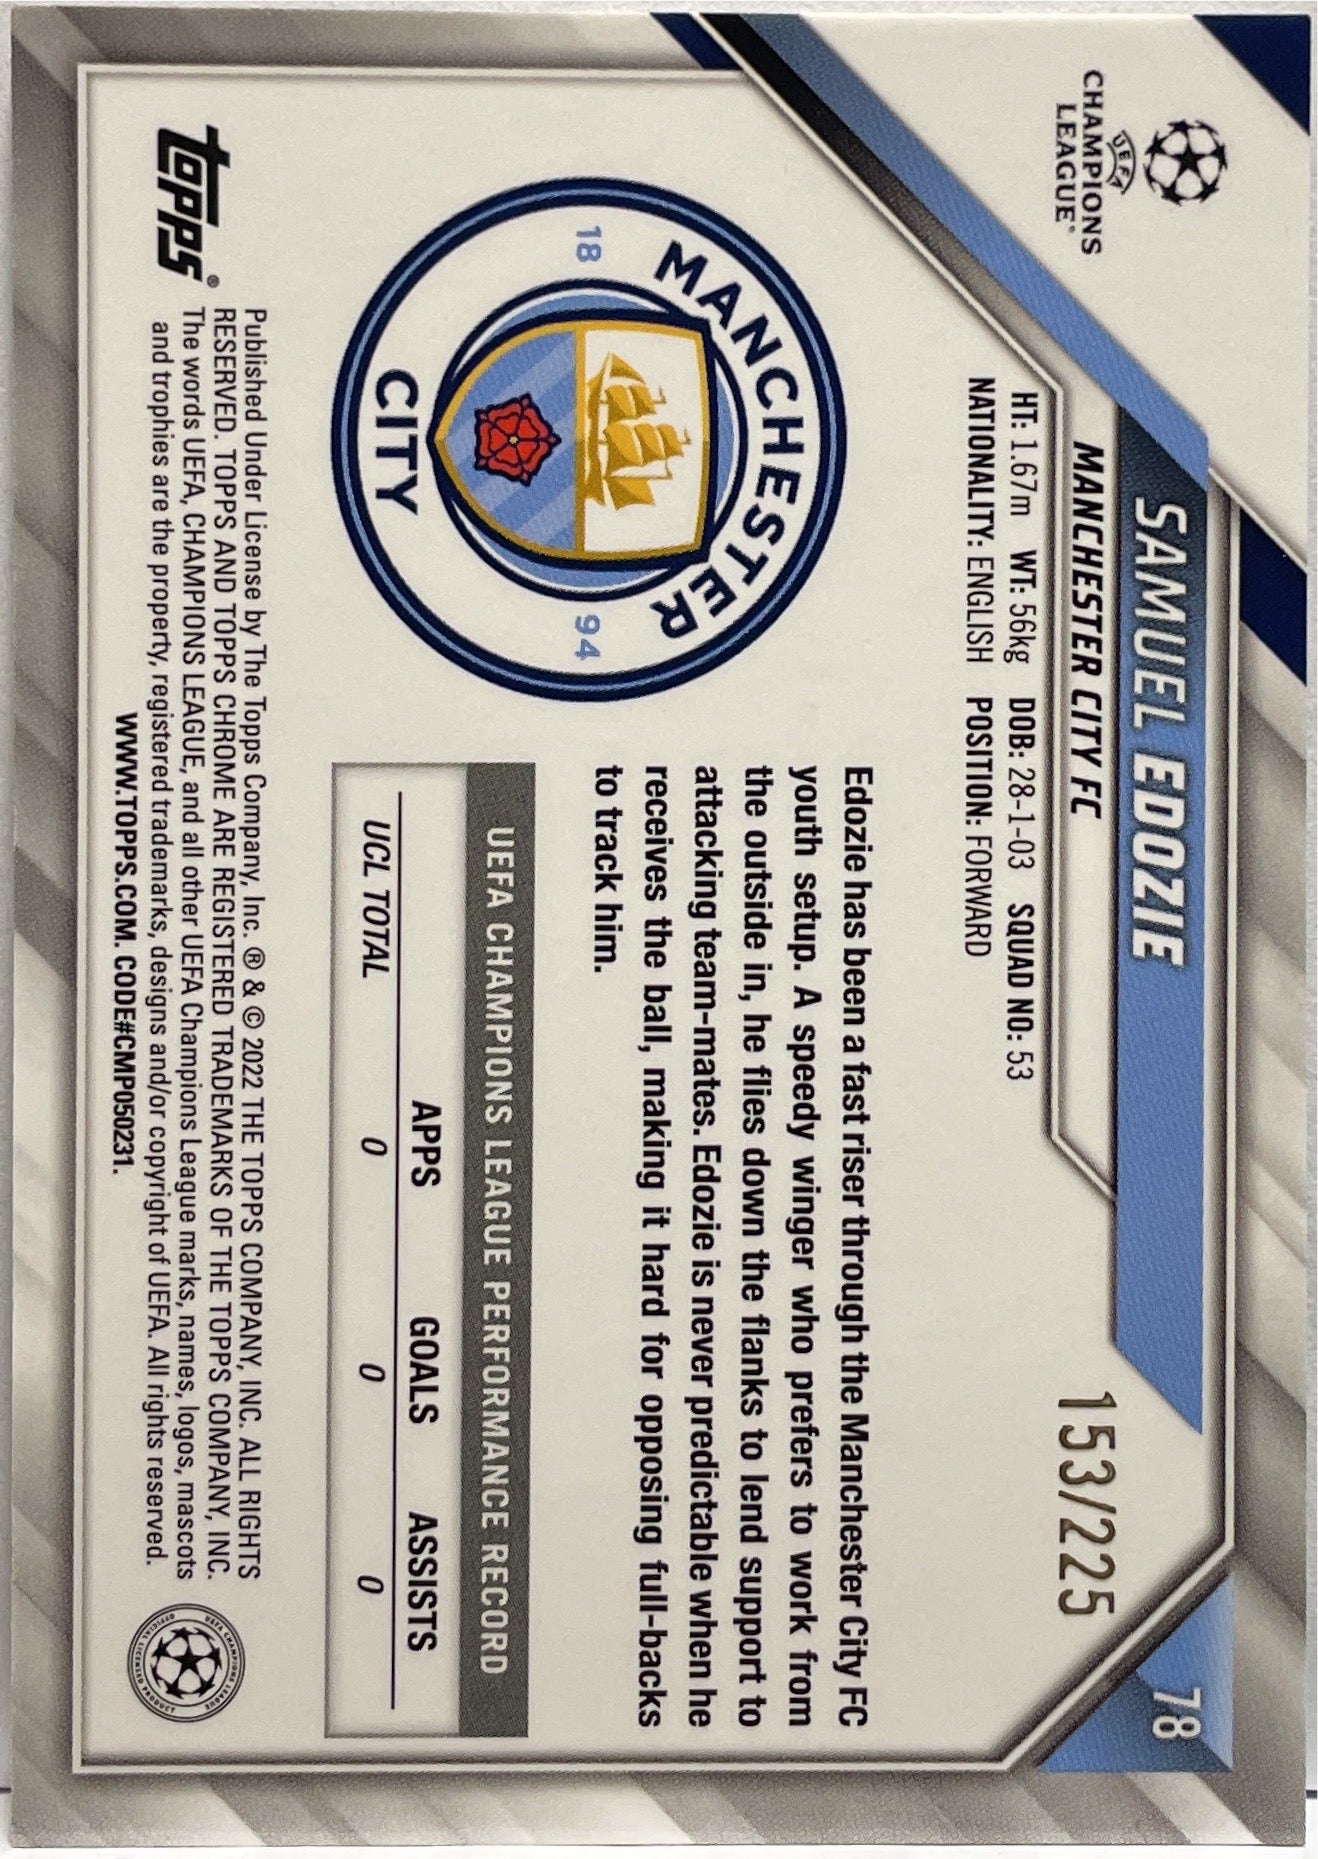 UEFA
CHAMPIONS
LEAGUE®
SAMUEL EDOZIE
78
MANCHESTER CITY FC
153/225
HT: 1.67m WT: 56kg DOB: 28-1-03 SQUAD NO: 53
NATIONALITY: ENGLISH POSITION: FORWARD
MANCHESTER
18 94
CITY
Edozie has been a fast riser through the Manchester City FC
youth setup. A speedy winger who prefers to work from
the outside in, he flies down the flanks to lend support to
attacking team-mates. Edozie is never predictable when he
receives the ball, making it hard for opposing full-backs
to track him.
UEFA CHAMPIONS LEAGUE PERFORMANCE RECORD
APPS GOALS ASSISTS
UCL TOTAL 0 0 0
topps®
Published Under License by The Topps Company, Inc. ® & © 2022 THE TOPPS COMPANY, INC. ALL RIGHTS
RESERVED. TOPPS AND TOPPS CHROME ARE REGISTERED TRADEMARKS OF THE TOPPS COMPANY, INC.
The words UEFA, CHAMPIONS LEAGUE, and all other UEFA Champions League marks, names, logos, mascots
and trophies are the property, registered trademarks, designs and/or copyright of UEFA. All rights reserved.
WWW.TOPPS.COM. CODE#CMP050231.
UEFA CHAMPIONS LEAGUE
OFFICIAL LICENSED PRODUCT